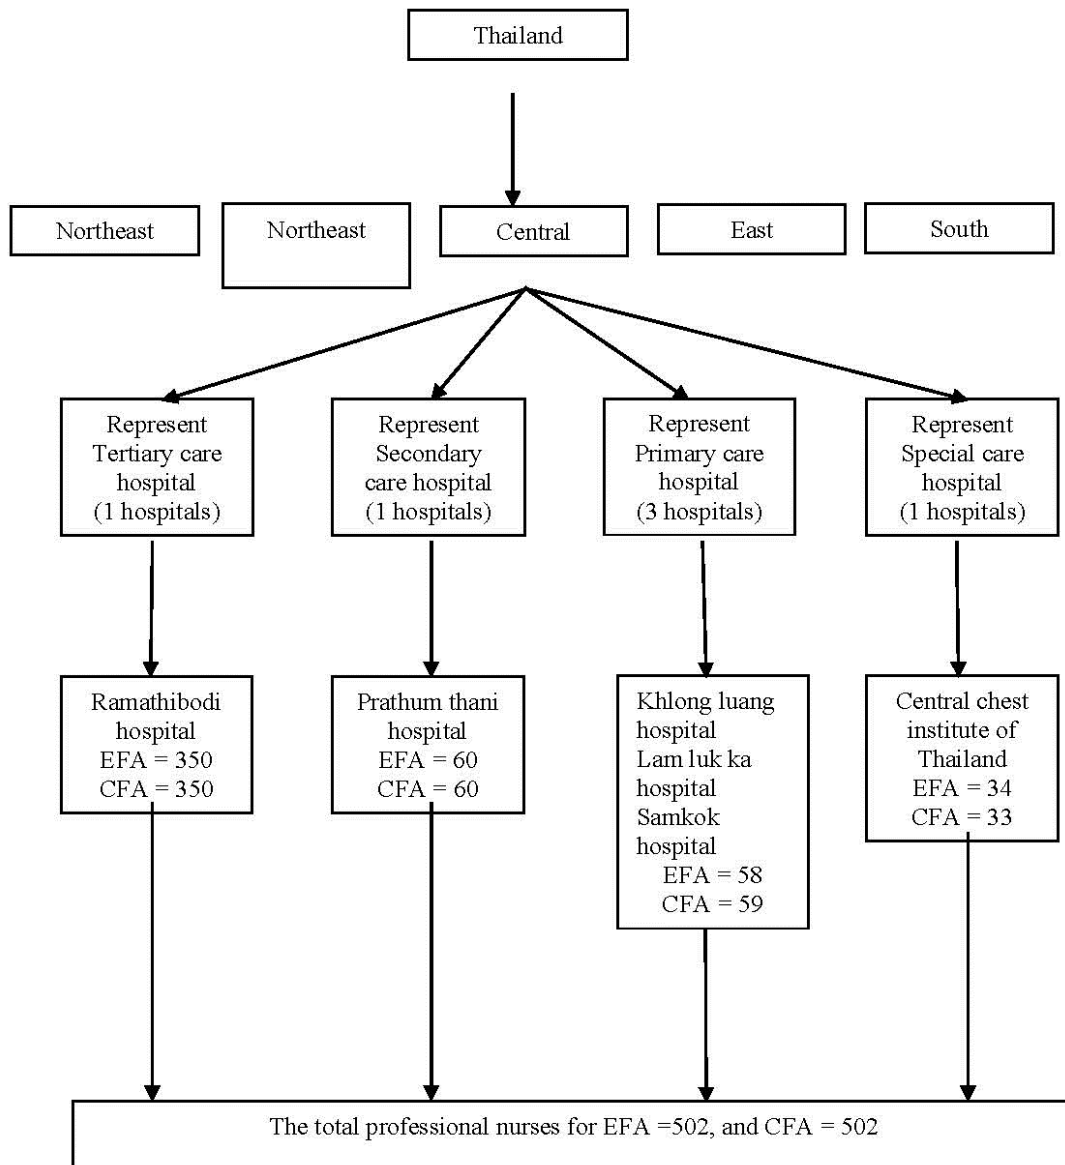 Thailand
Northeast
Northeast
Central
East
South
Represent
Tertiary care
hospital
(1 hospitals)
Represent
Secondary
care hospital
(1 hospitals)
Represent
Primary care
hospital
(3 hospitals)
Represent
Special care
hospital
(1 hospitals)
Ramathibodi
hospital
EFA = 350
CFA = 350
Prathum thani
hospital
EFA = 60
CFA = 60
Khlong luang
hospital
Lam luk ka
hospital
Samkok
hospital
EFA = 58
CFA = 59
Central chest
institute of
Thailand
EFA = 34
CFA = 33
The total professional nurses for EFA =502, and CFA = 502